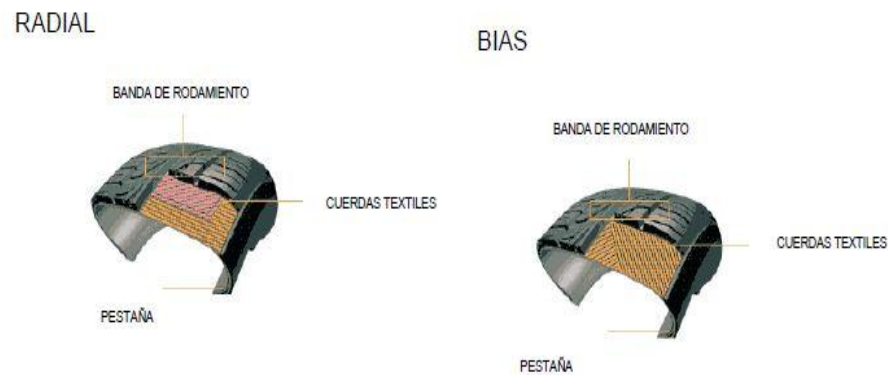 RADIAL
BANDA DE RODAMIENTO
CUERDAS TEXTILES
PESTAÑA
BIAS
BANDA DE RODAMIENTO
CUERDAS TEXTILES
PESTAÑA